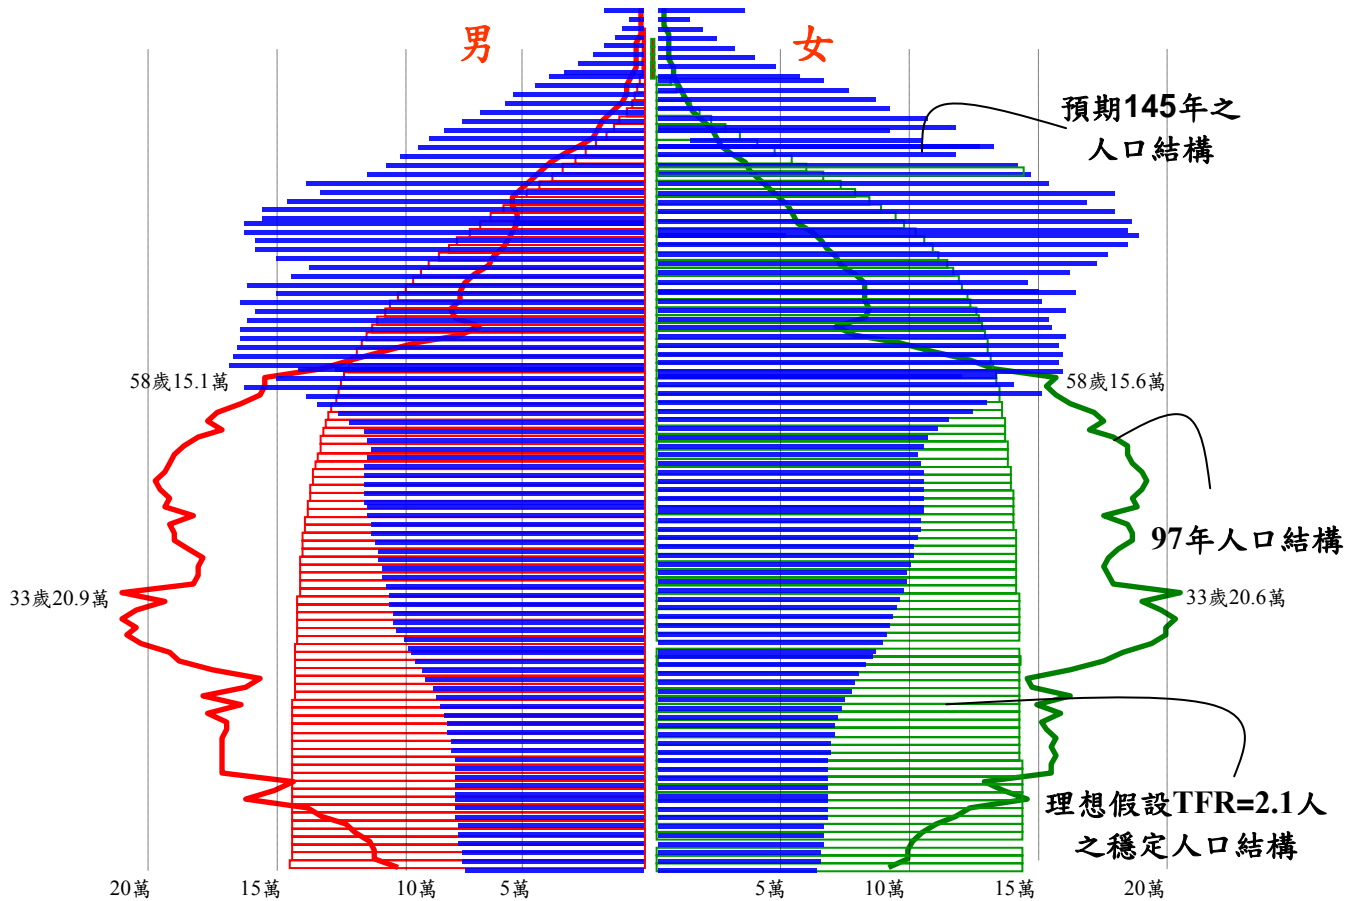 男
女
預期145年之
人口結構
58歲15.1萬
58歲15.6萬
97年人口結構
33歲20.9萬
33歲20.6萬
理想假設TFR=2.1人
之穩定人口結構
20萬
15萬
10萬
5萬
5萬
10萬
15萬
20萬